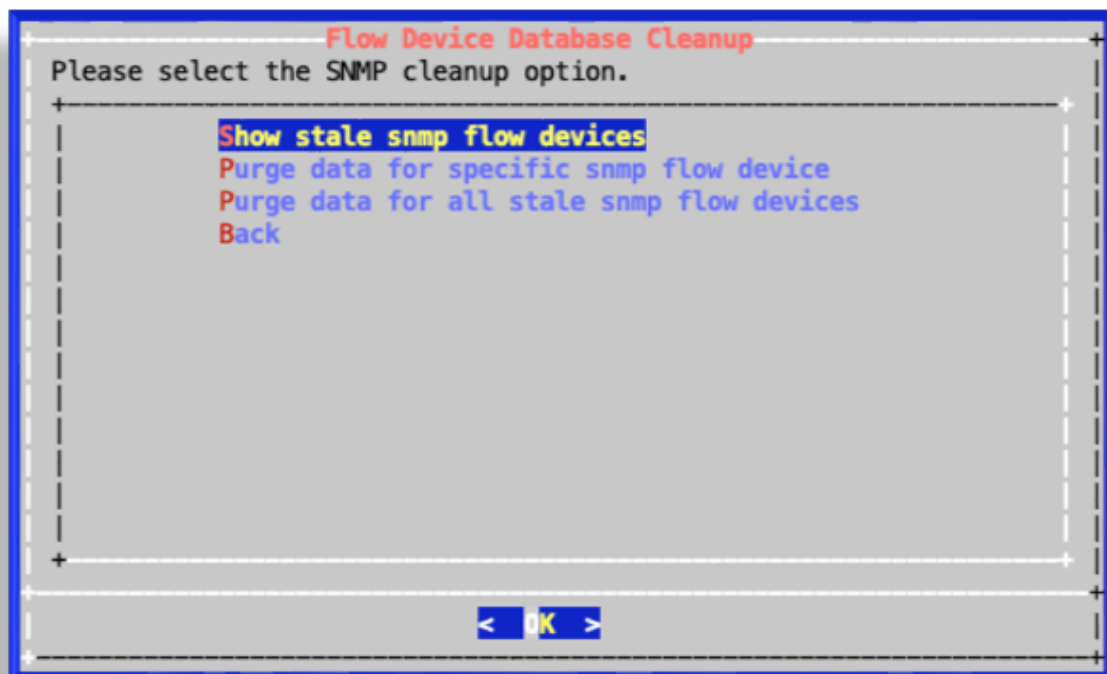 Flow Device Database Cleanup
Please select the SNMP cleanup option.
Show stale snmp flow devices
Purge data for specific snmp flow device
Purge data for all stale snmp flow devices
Back
< OK >